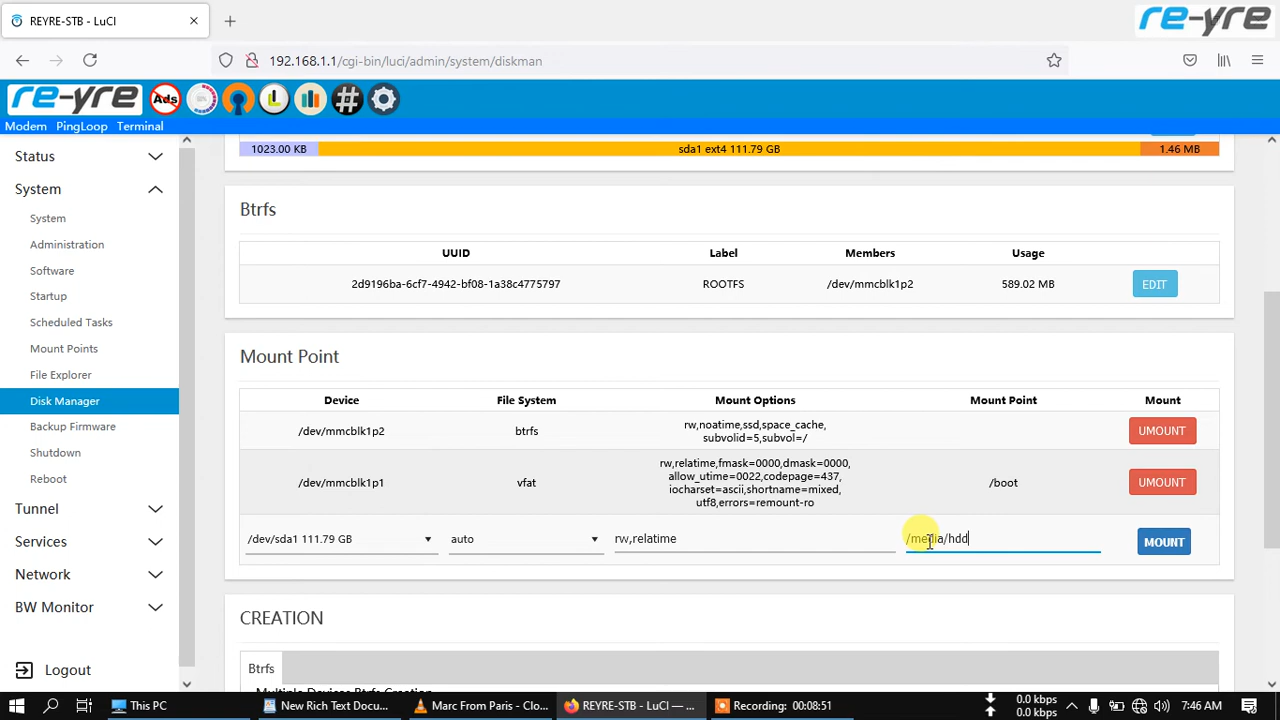 REYRE-STB - LuCI
re-yre
192.168.1.1/cgi-bin/luci/admin/system/diskman
re-yre
Ads
L
#
Modem PingLoop Terminal
Status
System
System
Administration
Software
Startup
Scheduled Tasks
Mount Points
File Explorer
Disk Manager
Backup Firmware
Shutdown
Reboot
Tunnel
Services
Network
BW Monitor
Logout
1023.00 KB sda1 ext4 111.79 GB 1.46 MB
Btrfs
UUID Label Members Usage
2d9196ba-6cf7-4942-bf08-1a38c4775797 ROOTFS /dev/mmcblk1p2 589.02 MB EDIT
Mount Point
Device File System Mount Options Mount Point Mount
/dev/mmcblk1p2 btrfs rw,noatime,ssd,space_cache,
subvolid=5,subvol=/ UMOUNT
/dev/mmcblk1p1 vfat rw,relatime,fmask=0000,dmask=0000,
allow_utime=0022,codepage=437,
iocharset=ascii,shortname=mixed,
utf8,errors=remount-ro /boot UMOUNT
/dev/sda1 111.79 GB auto rw,relatime /media/hdd MOUNT
CREATION
Btrfs
Multiple Devices Btrfs Creation
This PC New Rich Text Docu... Marc From Paris - Clo... REYRE-STB - LuCI — ... Recording: 00:08:51 0.0 kbps
0.0 kbps 7:46 AM